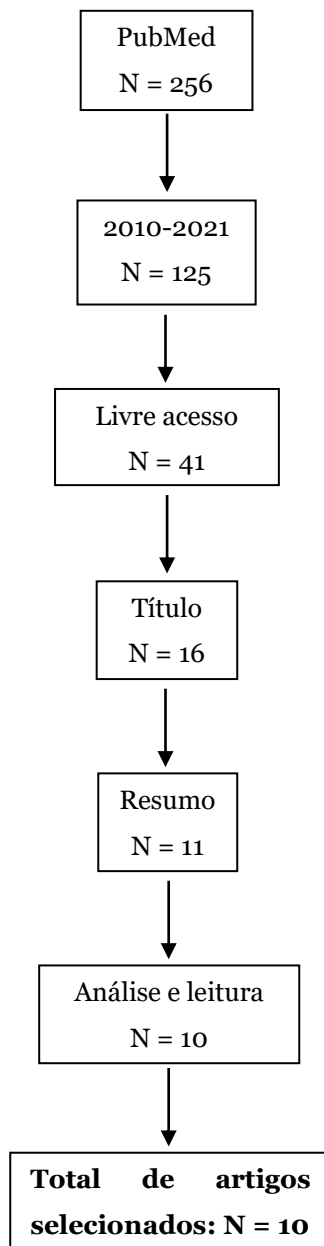 PubMed
N = 256
2010-2021
N = 125
Livre acesso
N = 41
Título
N = 16
Resumo
N = 11
Análise e leitura
N = 10
Total de artigos
selecionados: N = 10